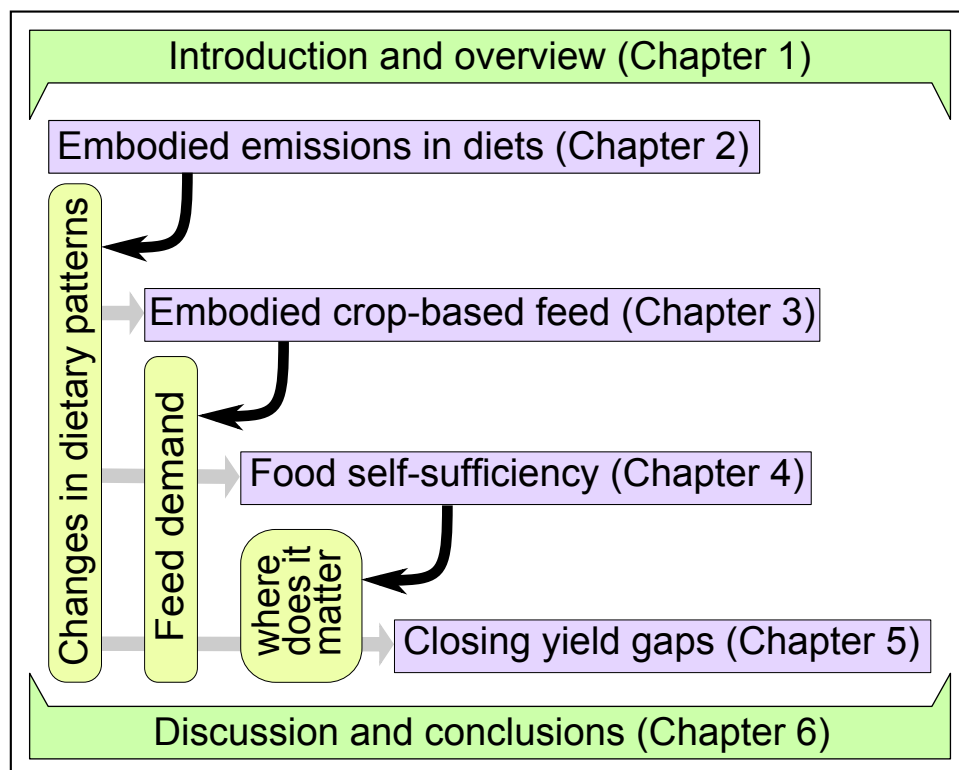 Introduction and overview (Chapter 1)
Embodied emissions in diets (Chapter 2)
Changes in dietary patterns
Embodied crop-based feed (Chapter 3)
Feed demand
Food self-sufficiency (Chapter 4)
where
does it
matter
Closing yield gaps (Chapter 5)
Discussion and conclusions (Chapter 6)